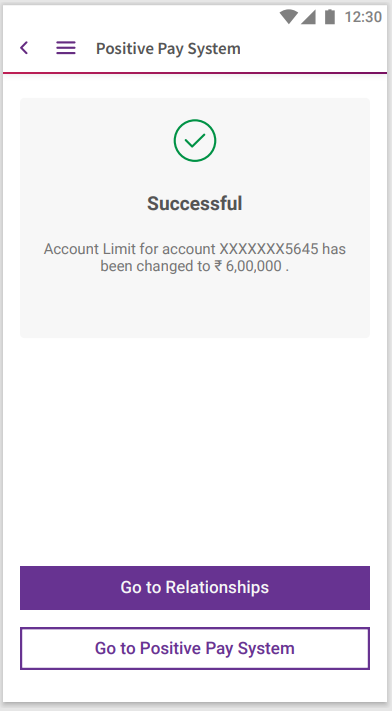 12:30
Positive Pay System
Successful
Account Limit for account XXXXXXX5645 has
been changed to ₹ 6,00,000 .
Go to Relationships
Go to Positive Pay System